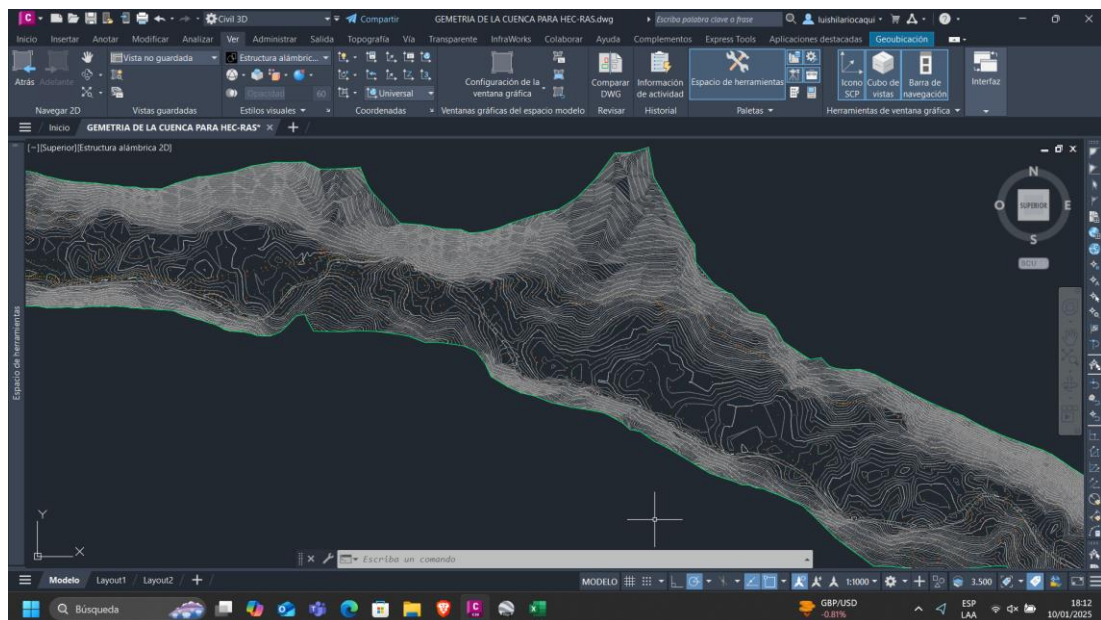 Civil 3D
Compartir
GEMETRIA DE LA CUENCA PARA HEC-RAS.dwg
Escriba palabra clave o frase
luishilariocaqui
Inicio Insertar Anotar Modificar Analizar Ver Administrar Salida Topografía Vía Transparente InfraWorks Colaborar Ayuda Complementos Express Tools Aplicaciones destacadas Geoubicación
Atrás Adelante
Vista no guardada
Estructura alámbric...
Opacidad 60
Universal
Configuración de la
ventana gráfica
Comparar
DWG
Información
de actividad
Espacio de herramientas
Icono
SCP
Cubo de
vistas
Barra de
navegación
Interfaz
Navegar 2D Vistas guardadas Estilos visuales Coordenadas Ventanas gráficas del espacio modelo Revisar Historial Paletas Herramientas de ventana gráfica
Inicio GEMETRIA DE LA CUENCA PARA HEC-RAS*
[−][Superior][Estructura alámbrica 2D]
N
O SUPERIOR E
S
Espacio de herramientas
Y
X
Escriba un comando
Modelo Layout1 Layout2
MODELO 1:1000 3.500
Búsqueda
GBP/USD
-0.81%
ESP
LAA
18:12
10/01/2025